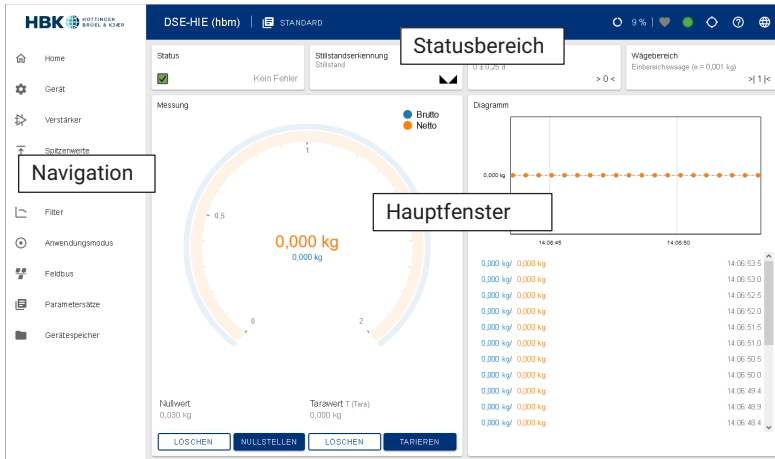 HBK HOTTINGER
BRÜEL & KJÆR
DSE-HIE (hbm)
STANDARD
9 %
Statusbereich
Home
Gerät
Verstärker
Spitzenwerte
Navigation
Filter
Anwendungsmodus
Feldbus
Parametersätze
Gerätespeicher
Status
Kein Fehler
Stillstandserkennung
Stillstand
0 ± 0,25 d
> 0 <
Wägebereich
Einbereichswaage (e = 0,001 kg)
>| 1 |<
Messung
Brutto
Netto
1
0,5
0,000 kg
0,000 kg
0
2
Hauptfenster
Nullwert
0,030 kg
Tarawert T (Tara)
0,000 kg
LÖSCHEN
NULLSTELLEN
LÖSCHEN
TARIEREN
Diagramm
0,000 kg
14:06:45
14:06:50
0,000 kg/ 0,000 kg 14:06:53.5
0,000 kg/ 0,000 kg 14:06:53.0
0,000 kg/ 0,000 kg 14:06:52.5
0,000 kg/ 0,000 kg 14:06:52.0
0,000 kg/ 0,000 kg 14:06:51.5
0,000 kg/ 0,000 kg 14:06:51.0
0,000 kg/ 0,000 kg 14:06:50.5
0,000 kg/ 0,000 kg 14:06:50.0
0,000 kg/ 0,000 kg 14:06:49.4
0,000 kg/ 0,000 kg 14:06:48.9
0,000 kg/ 0,000 kg 14:06:48.4